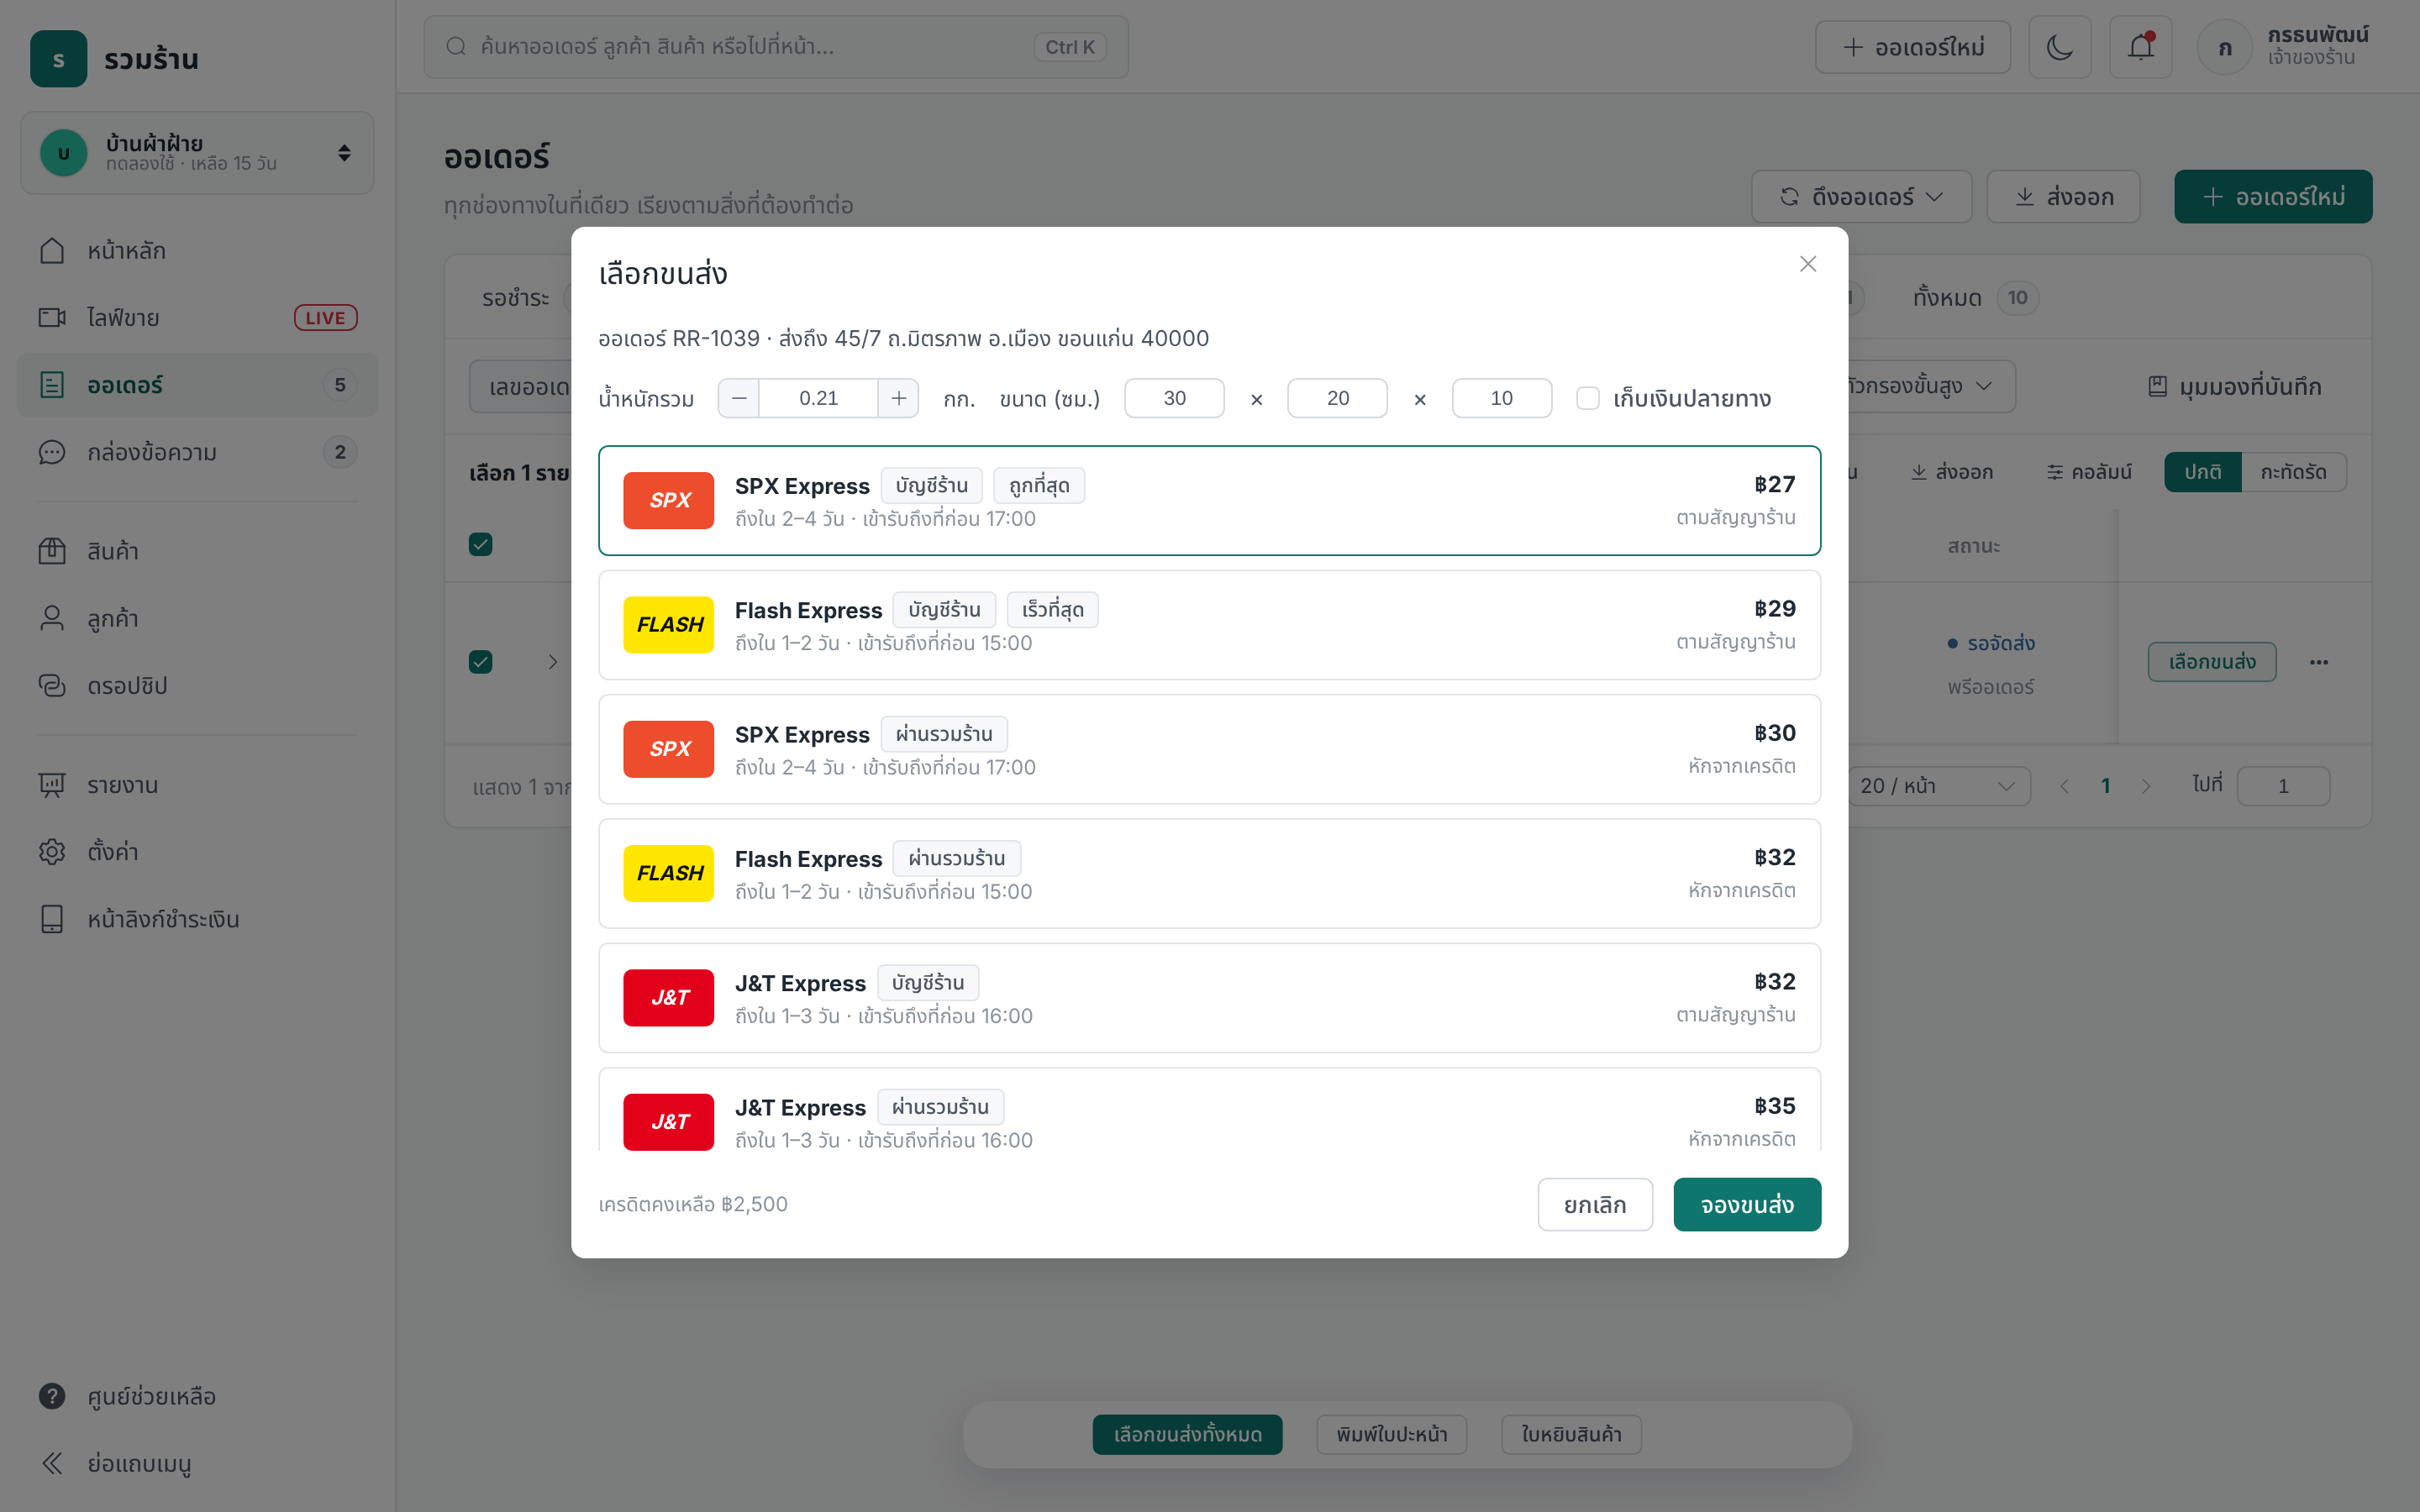 s รวมร้าน
ค้นหาออเดอร์ ลูกค้า สินค้า หรือไปที่หน้า... Ctrl K
ออเดอร์ใหม่
ก กรธนพัฒน์
เจ้าของร้าน
บ บ้านผ้าฝ้าย
ทดลองใช้ · เหลือ 15 วัน
หน้าหลัก
ไลฟ์ขาย LIVE
ออเดอร์ 5
กล่องข้อความ 2
สินค้า
ลูกค้า
ดรอปชิป
รายงาน
ตั้งค่า
หน้าลิงก์ชำระเงิน
ศูนย์ช่วยเหลือ
ย่อแถบเมนู
ออเดอร์
ทุกช่องทางในที่เดียว เรียงตามสิ่งที่ต้องทำต่อ
ดึงออเดอร์ ส่งออก ออเดอร์ใหม่
รอชำระ ทั้งหมด 10
เลขออเด ัวกรองขั้นสูง มุมมองที่บันทึก
เลือก 1 ราย น ส่งออก คอลัมน์ ปกติ กะทัดรัด
สถานะ
รอจัดส่ง เลือกขนส่ง
พรีออเดอร์
แสดง 1 จาก 20 / หน้า 1 ไปที่ 1
เลือกขนส่ง
ออเดอร์ RR-1039 · ส่งถึง 45/7 ถ.มิตรภาพ อ.เมือง ขอนแก่น 40000
น้ำหนักรวม 0.21 กก. ขนาด (ซม.) 30 × 20 × 10 เก็บเงินปลายทาง
SPX SPX Express บัญชีร้าน ถูกที่สุด ฿27
ถึงใน 2–4 วัน · เข้ารับถึงที่ก่อน 17:00 ตามสัญญาร้าน
FLASH Flash Express บัญชีร้าน เร็วที่สุด ฿29
ถึงใน 1–2 วัน · เข้ารับถึงที่ก่อน 15:00 ตามสัญญาร้าน
SPX SPX Express ผ่านรวมร้าน ฿30
ถึงใน 2–4 วัน · เข้ารับถึงที่ก่อน 17:00 หักจากเครดิต
FLASH Flash Express ผ่านรวมร้าน ฿32
ถึงใน 1–2 วัน · เข้ารับถึงที่ก่อน 15:00 หักจากเครดิต
J&T J&T Express บัญชีร้าน ฿32
ถึงใน 1–3 วัน · เข้ารับถึงที่ก่อน 16:00 ตามสัญญาร้าน
J&T J&T Express ผ่านรวมร้าน ฿35
ถึงใน 1–3 วัน · เข้ารับถึงที่ก่อน 16:00 หักจากเครดิต
เครดิตคงเหลือ ฿2,500 ยกเลิก จองขนส่ง
เลือกขนส่งทั้งหมด พิมพ์ใบปะหน้า ใบหยิบสินค้า